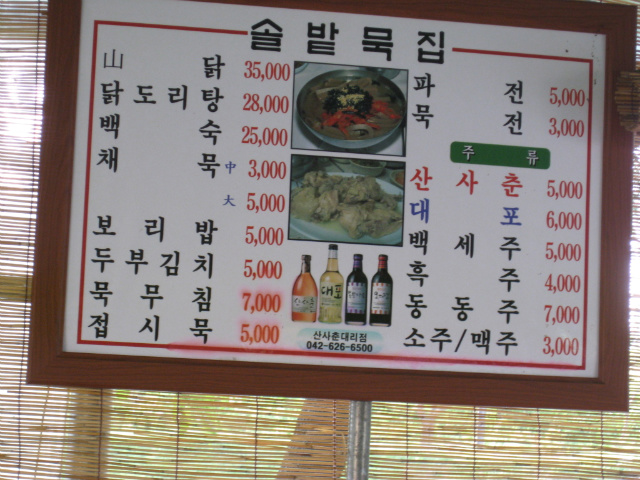 솔밭묵집
山 닭 35,000
닭도리탕 28,000
백숙 25,000
채묵 中 3,000
大 5,000
보리밥 5,000
두부김치 5,000
묵무침 7,000
접시묵 5,000
파전 5,000
묵전 3,000
주류
산사춘 5,000
대포 6,000
백세주 5,000
흑주 4,000
동동주 7,000
소주/맥주 3,000
산사춘
대포
산사춘대리점
042-626-6500